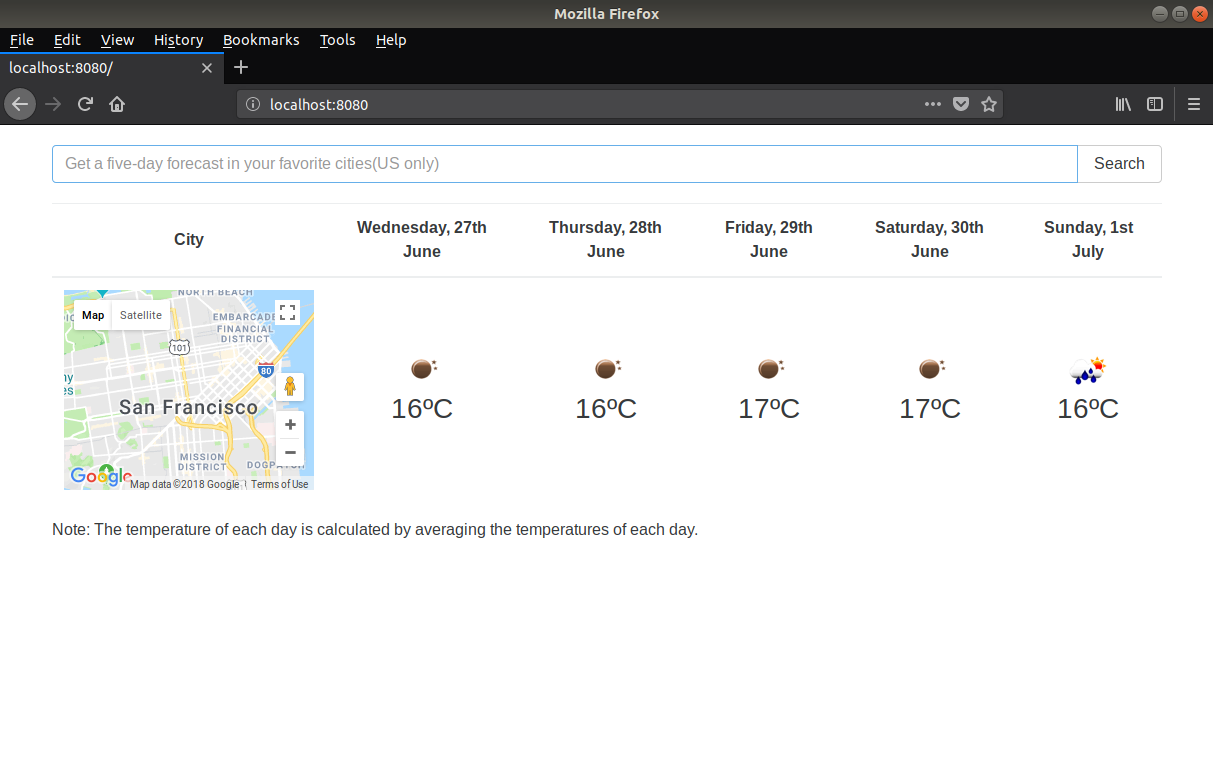 Mozilla Firefox
File Edit View History Bookmarks Tools Help
localhost:8080/
localhost:8080
Get a five-day forecast in your favorite cities(US only)
Search
City
Wednesday, 27th
June
Thursday, 28th
June
Friday, 29th
June
Saturday, 30th
June
Sunday, 1st
July
NORTH BEACH
Map Satellite
EMBARCADE
FINANCIAL
DISTRICT
101
80
San Francisco
MISSION
DISTRICT
DOGPATCH
Google
Map data ©2018 Google
Terms of Use
16ºC
16ºC
17ºC
17ºC
16ºC
Note: The temperature of each day is calculated by averaging the temperatures of each day.